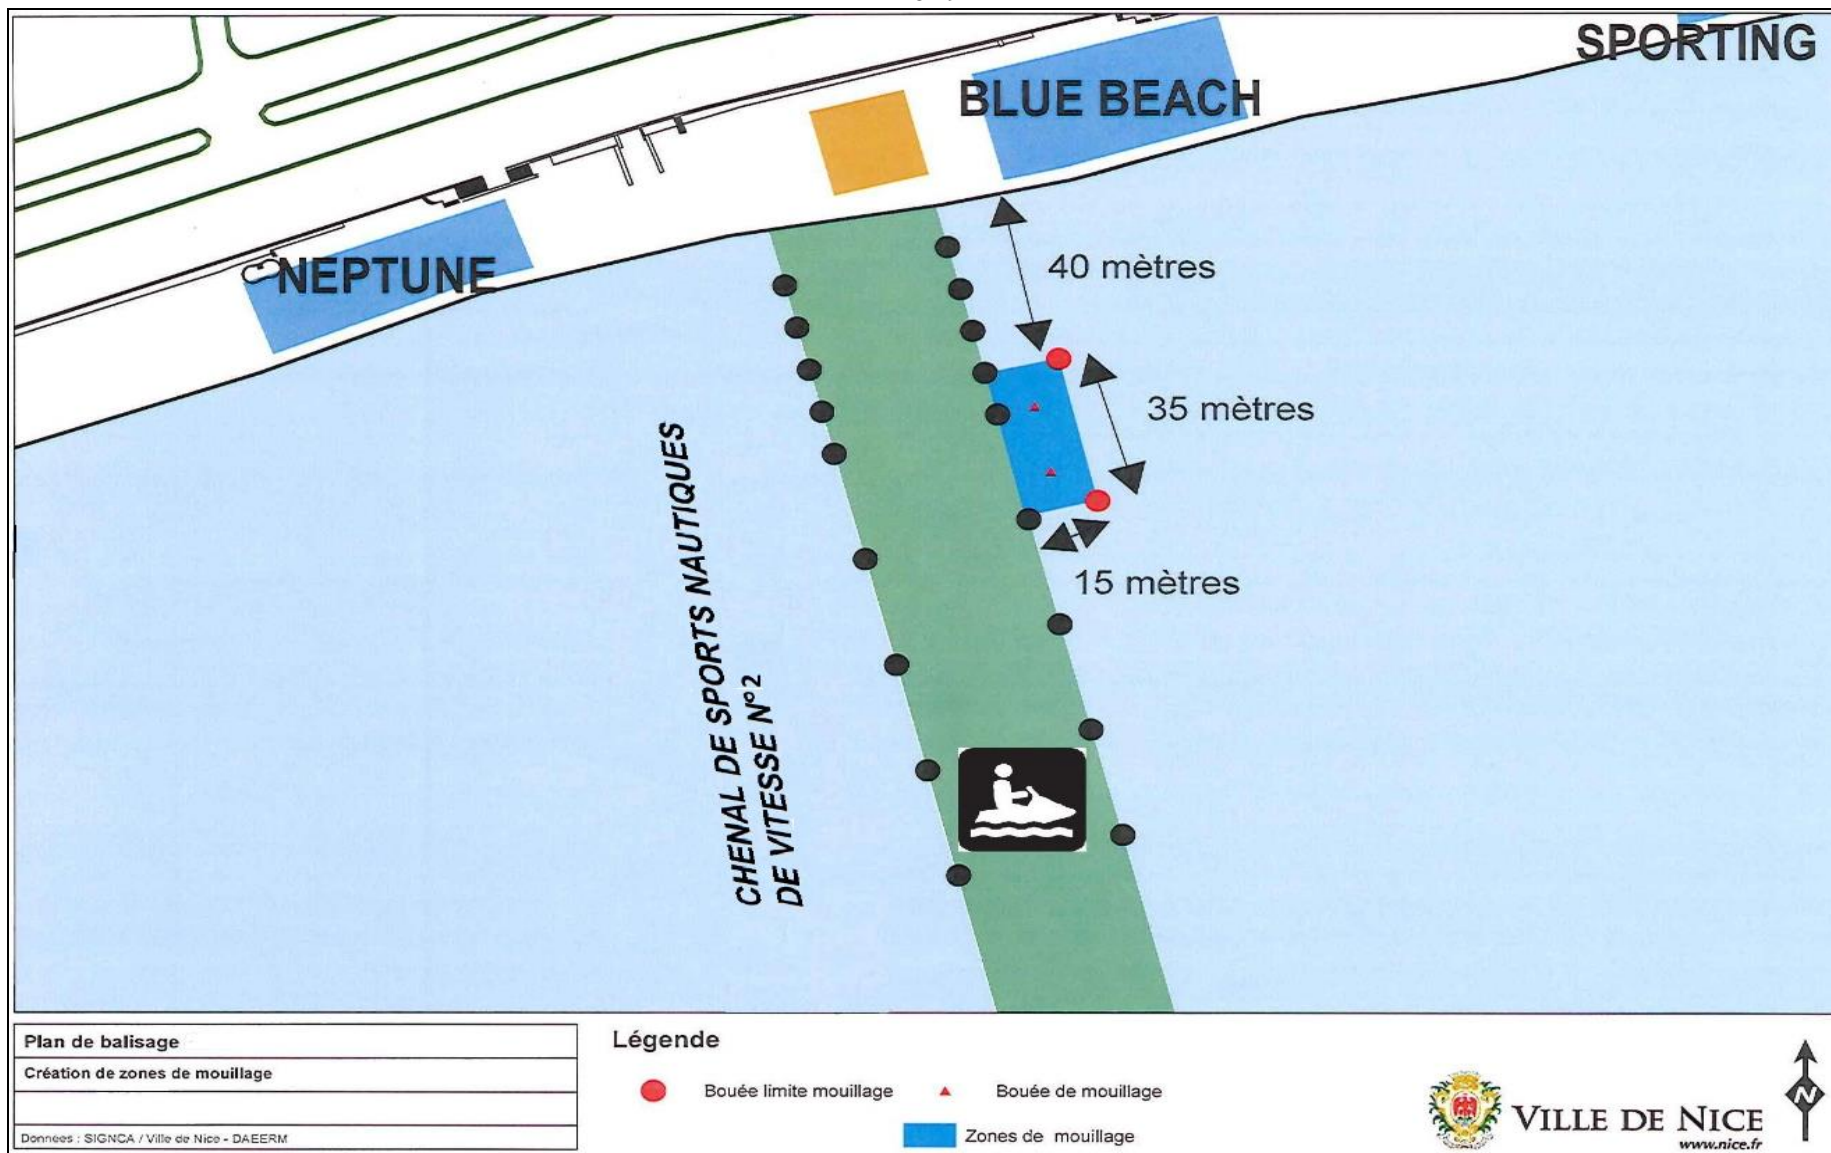 SPORTING
BLUE BEACH
NEPTUNE
40 mètres
35 mètres
15 mètres
CHENAL DE SPORTS NAUTIQUES
DE VITESSE N°2
Plan de balisage
Création de zones de mouillage
Données : SIGNCA / Ville de Nice - DAEERM
Légende
Bouée limite mouillage
Bouée de mouillage
Zones de mouillage
VILLE DE NICE
www.nice.fr
N